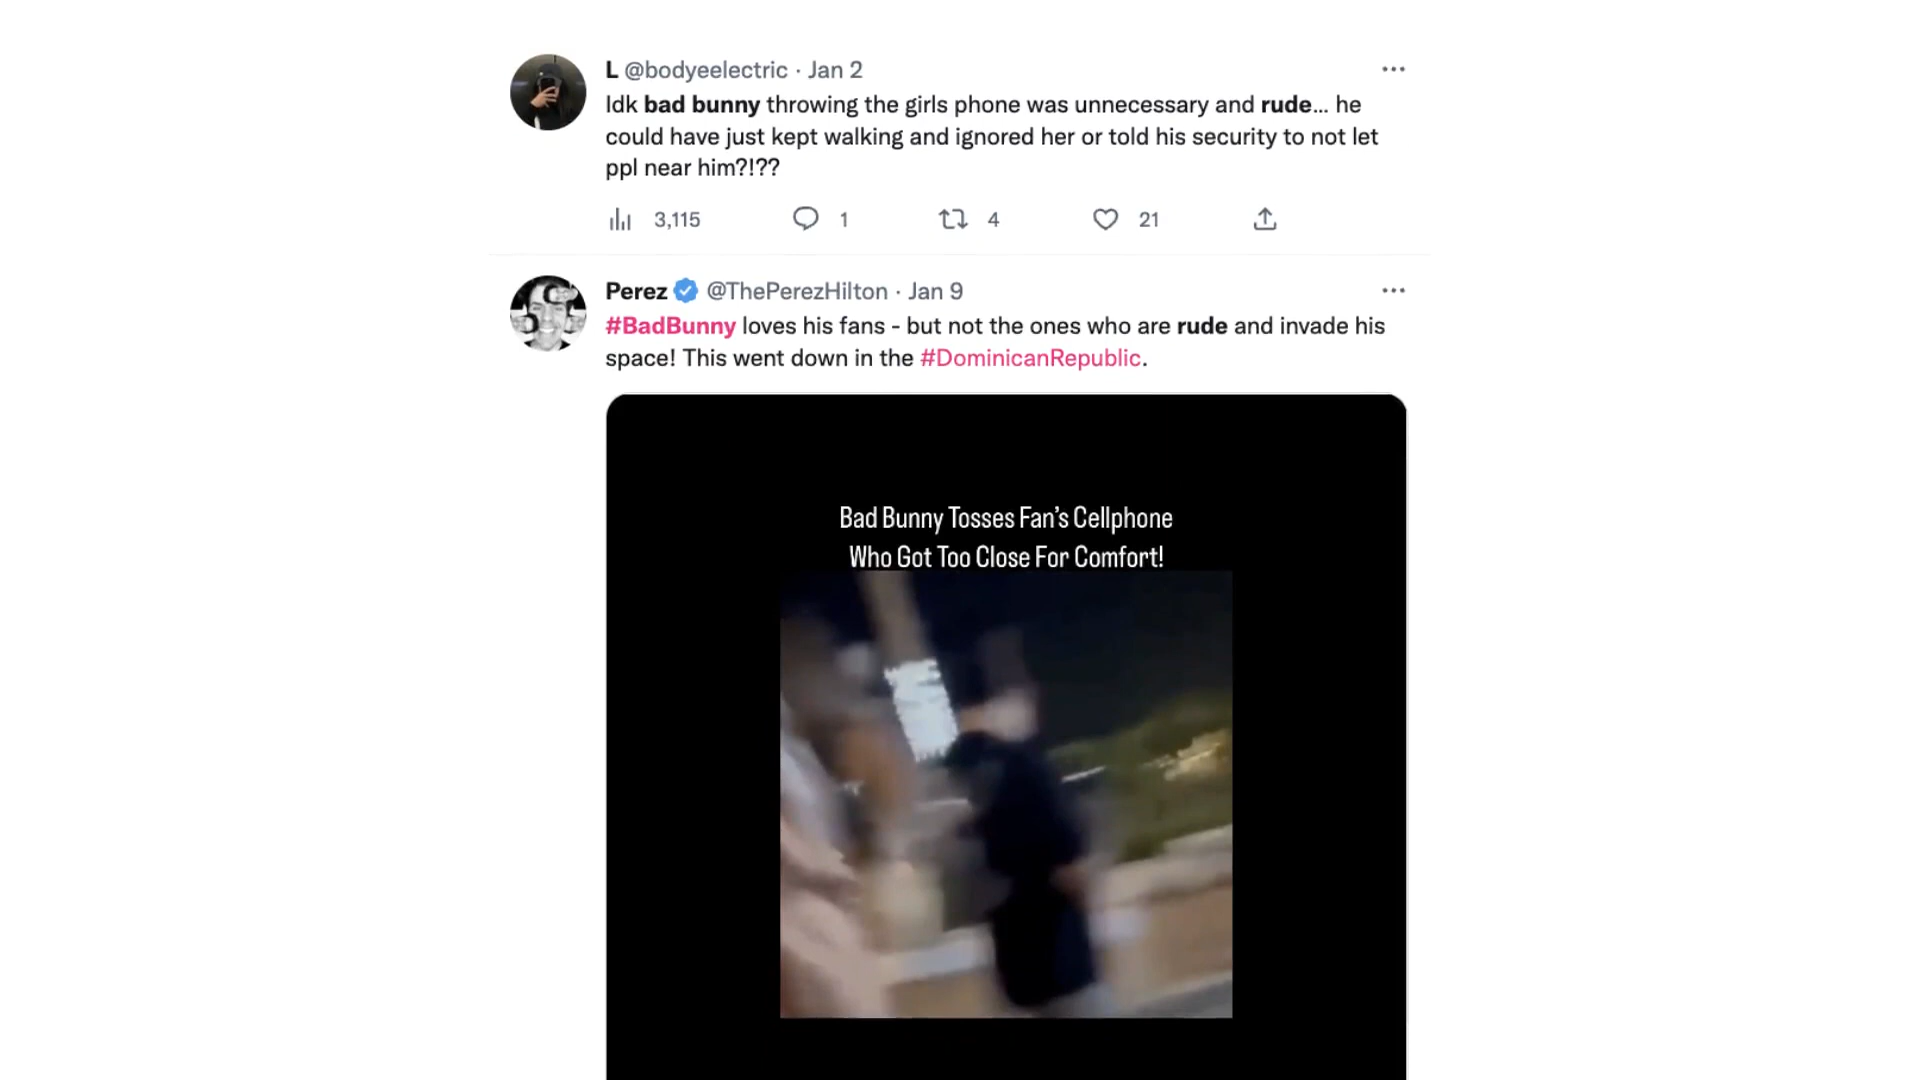 L @bodyeelectric · Jan 2
Idk bad bunny throwing the girls phone was unnecessary and rude... he
could have just kept walking and ignored her or told his security to not let
ppl near him?!??
3,115 1 4 21
Perez @ThePerezHilton · Jan 9
#BadBunny loves his fans - but not the ones who are rude and invade his
space! This went down in the #DominicanRepublic.
Bad Bunny Tosses Fan's Cellphone
Who Got Too Close For Comfort!